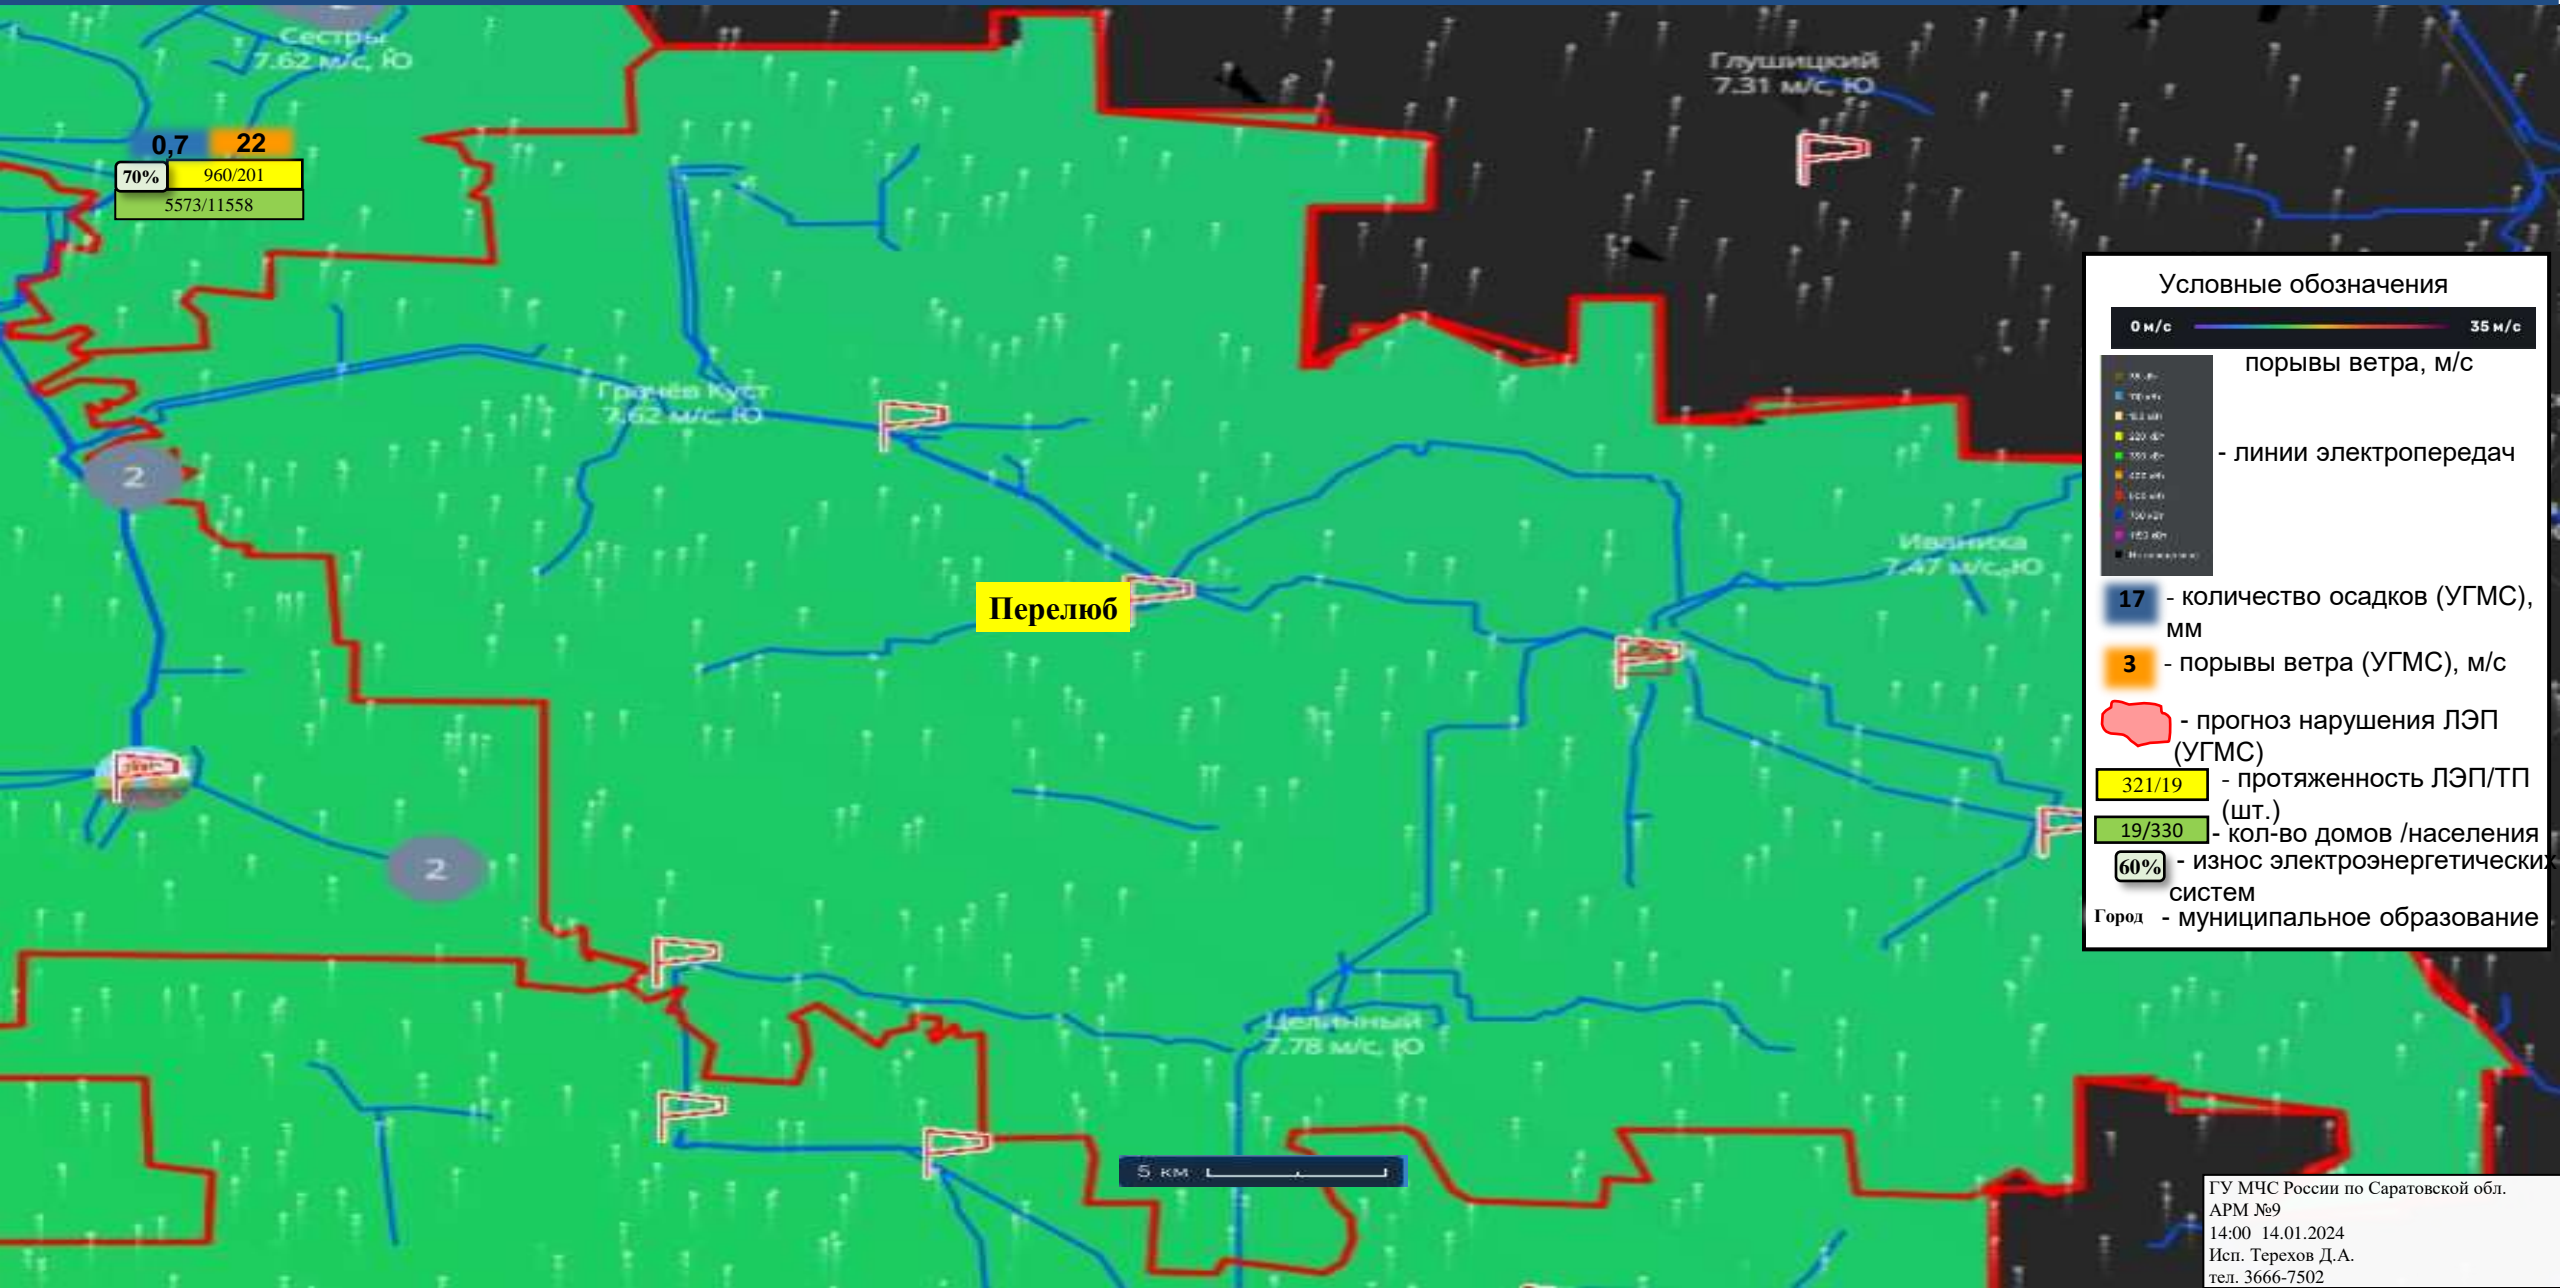 Сестры
7.62 м/с, Ю
Глушицкий
7.31 м/с, Ю
0,7
22
70%
960/201
5573/11558
Грачёв Куст
7.62 м/с, Ю
2
Перелюб
Иваниха
7.47 м/с, Ю
2
Целинный
7.78 м/с, Ю
5 км
Условные обозначения
0 м/с
35 м/с
порывы ветра, м/с
- линии электропередач
17 - количество осадков (УГМС),
мм
3 - порывы ветра (УГМС), м/с
- прогноз нарушения ЛЭП
(УГМС)
321/19 - протяженность ЛЭП/ТП
(шт.)
19/330 - кол-во домов /населения
60% - износ электроэнергетических
систем
Город - муниципальное образование
ГУ МЧС России по Саратовской обл.
АРМ №9
14:00 14.01.2024
Исп. Терехов Д.А.
тел. 3666-7502